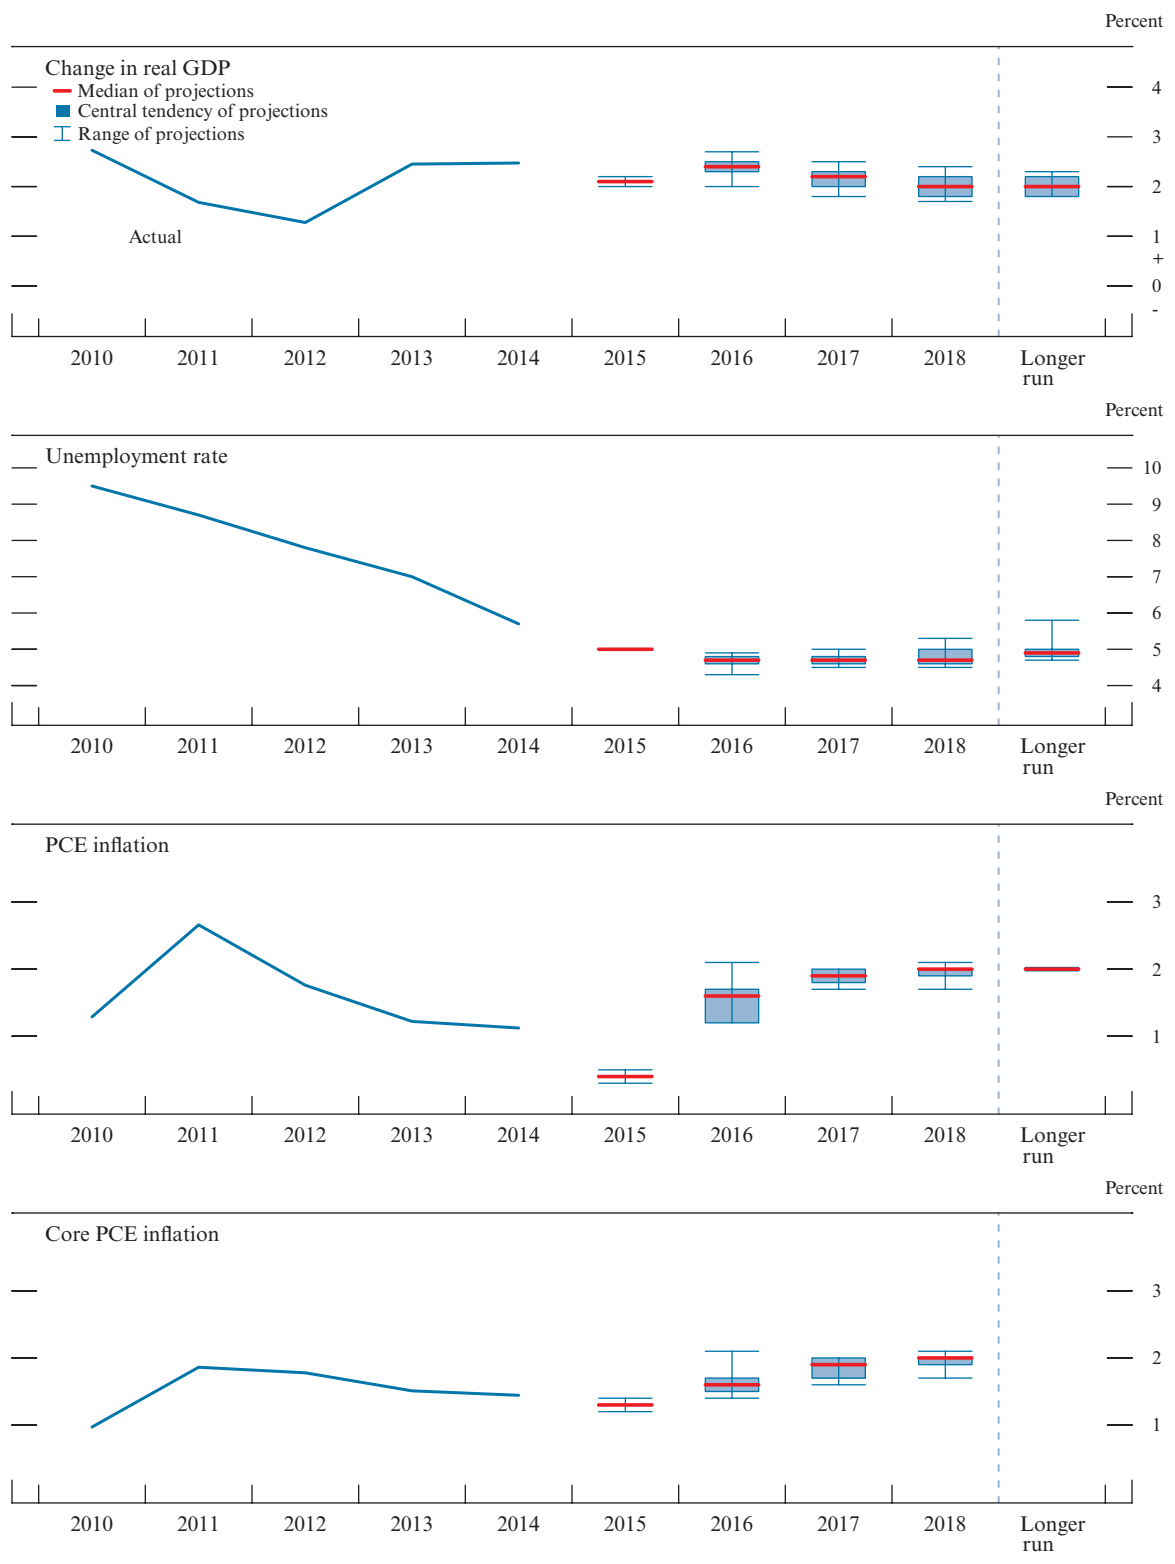 Percent
Change in real GDP
Median of projections
Central tendency of projections
Range of projections
Actual
4
3
2
1
+
0
-
2010 2011 2012 2013 2014 2015 2016 2017 2018 Longer
run
Percent
Unemployment rate
10
9
8
7
6
5
4
2010 2011 2012 2013 2014 2015 2016 2017 2018 Longer
run
Percent
PCE inflation
3
2
1
2010 2011 2012 2013 2014 2015 2016 2017 2018 Longer
run
Percent
Core PCE inflation
3
2
1
2010 2011 2012 2013 2014 2015 2016 2017 2018 Longer
run